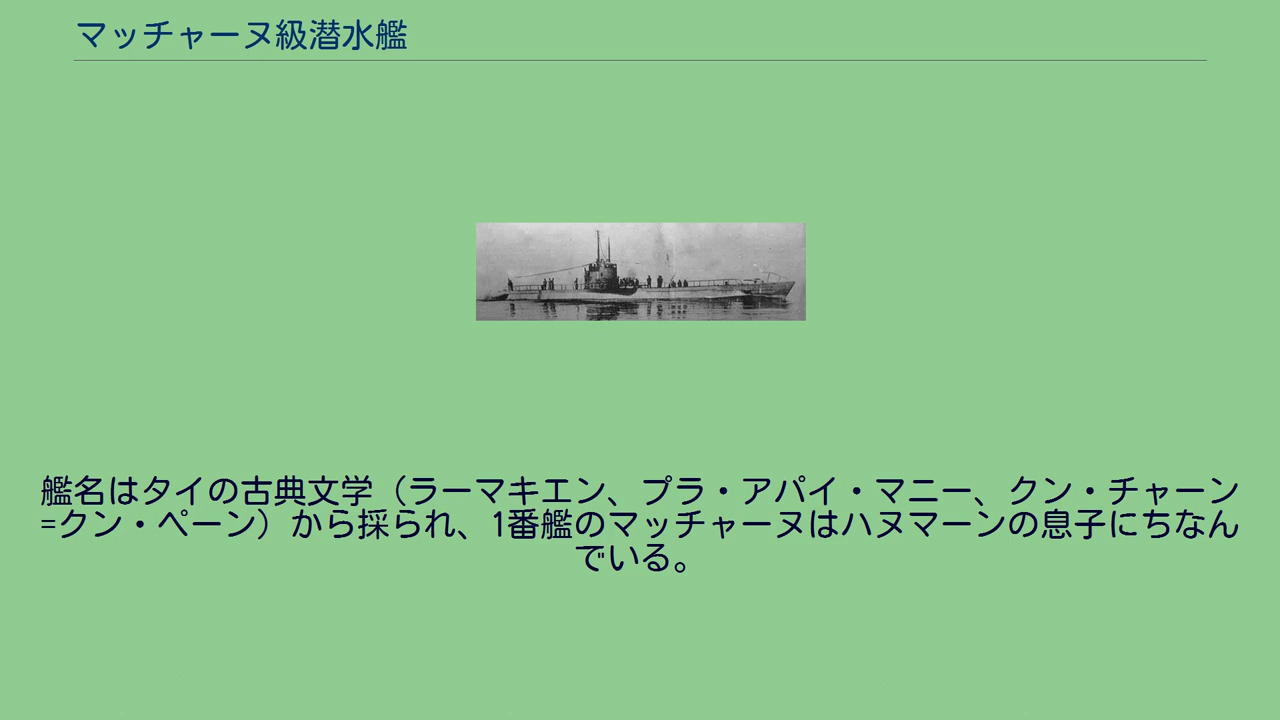 マッチャーヌ級潜水艦
艦名はタイの古典文学（ラーマキエン、プラ・アパイ・マニー、クン・チャーン
=クン・ペーン）から採られ、1番艦のマッチャーヌはハヌマーンの息子にちなん
でいる。